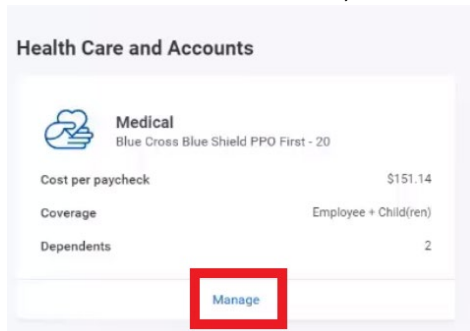 Health Care and Accounts
Medical
Blue Cross Blue Shield PPO First - 20
Cost per paycheck $151.14
Coverage Employee + Child(ren)
Dependents 2
Manage